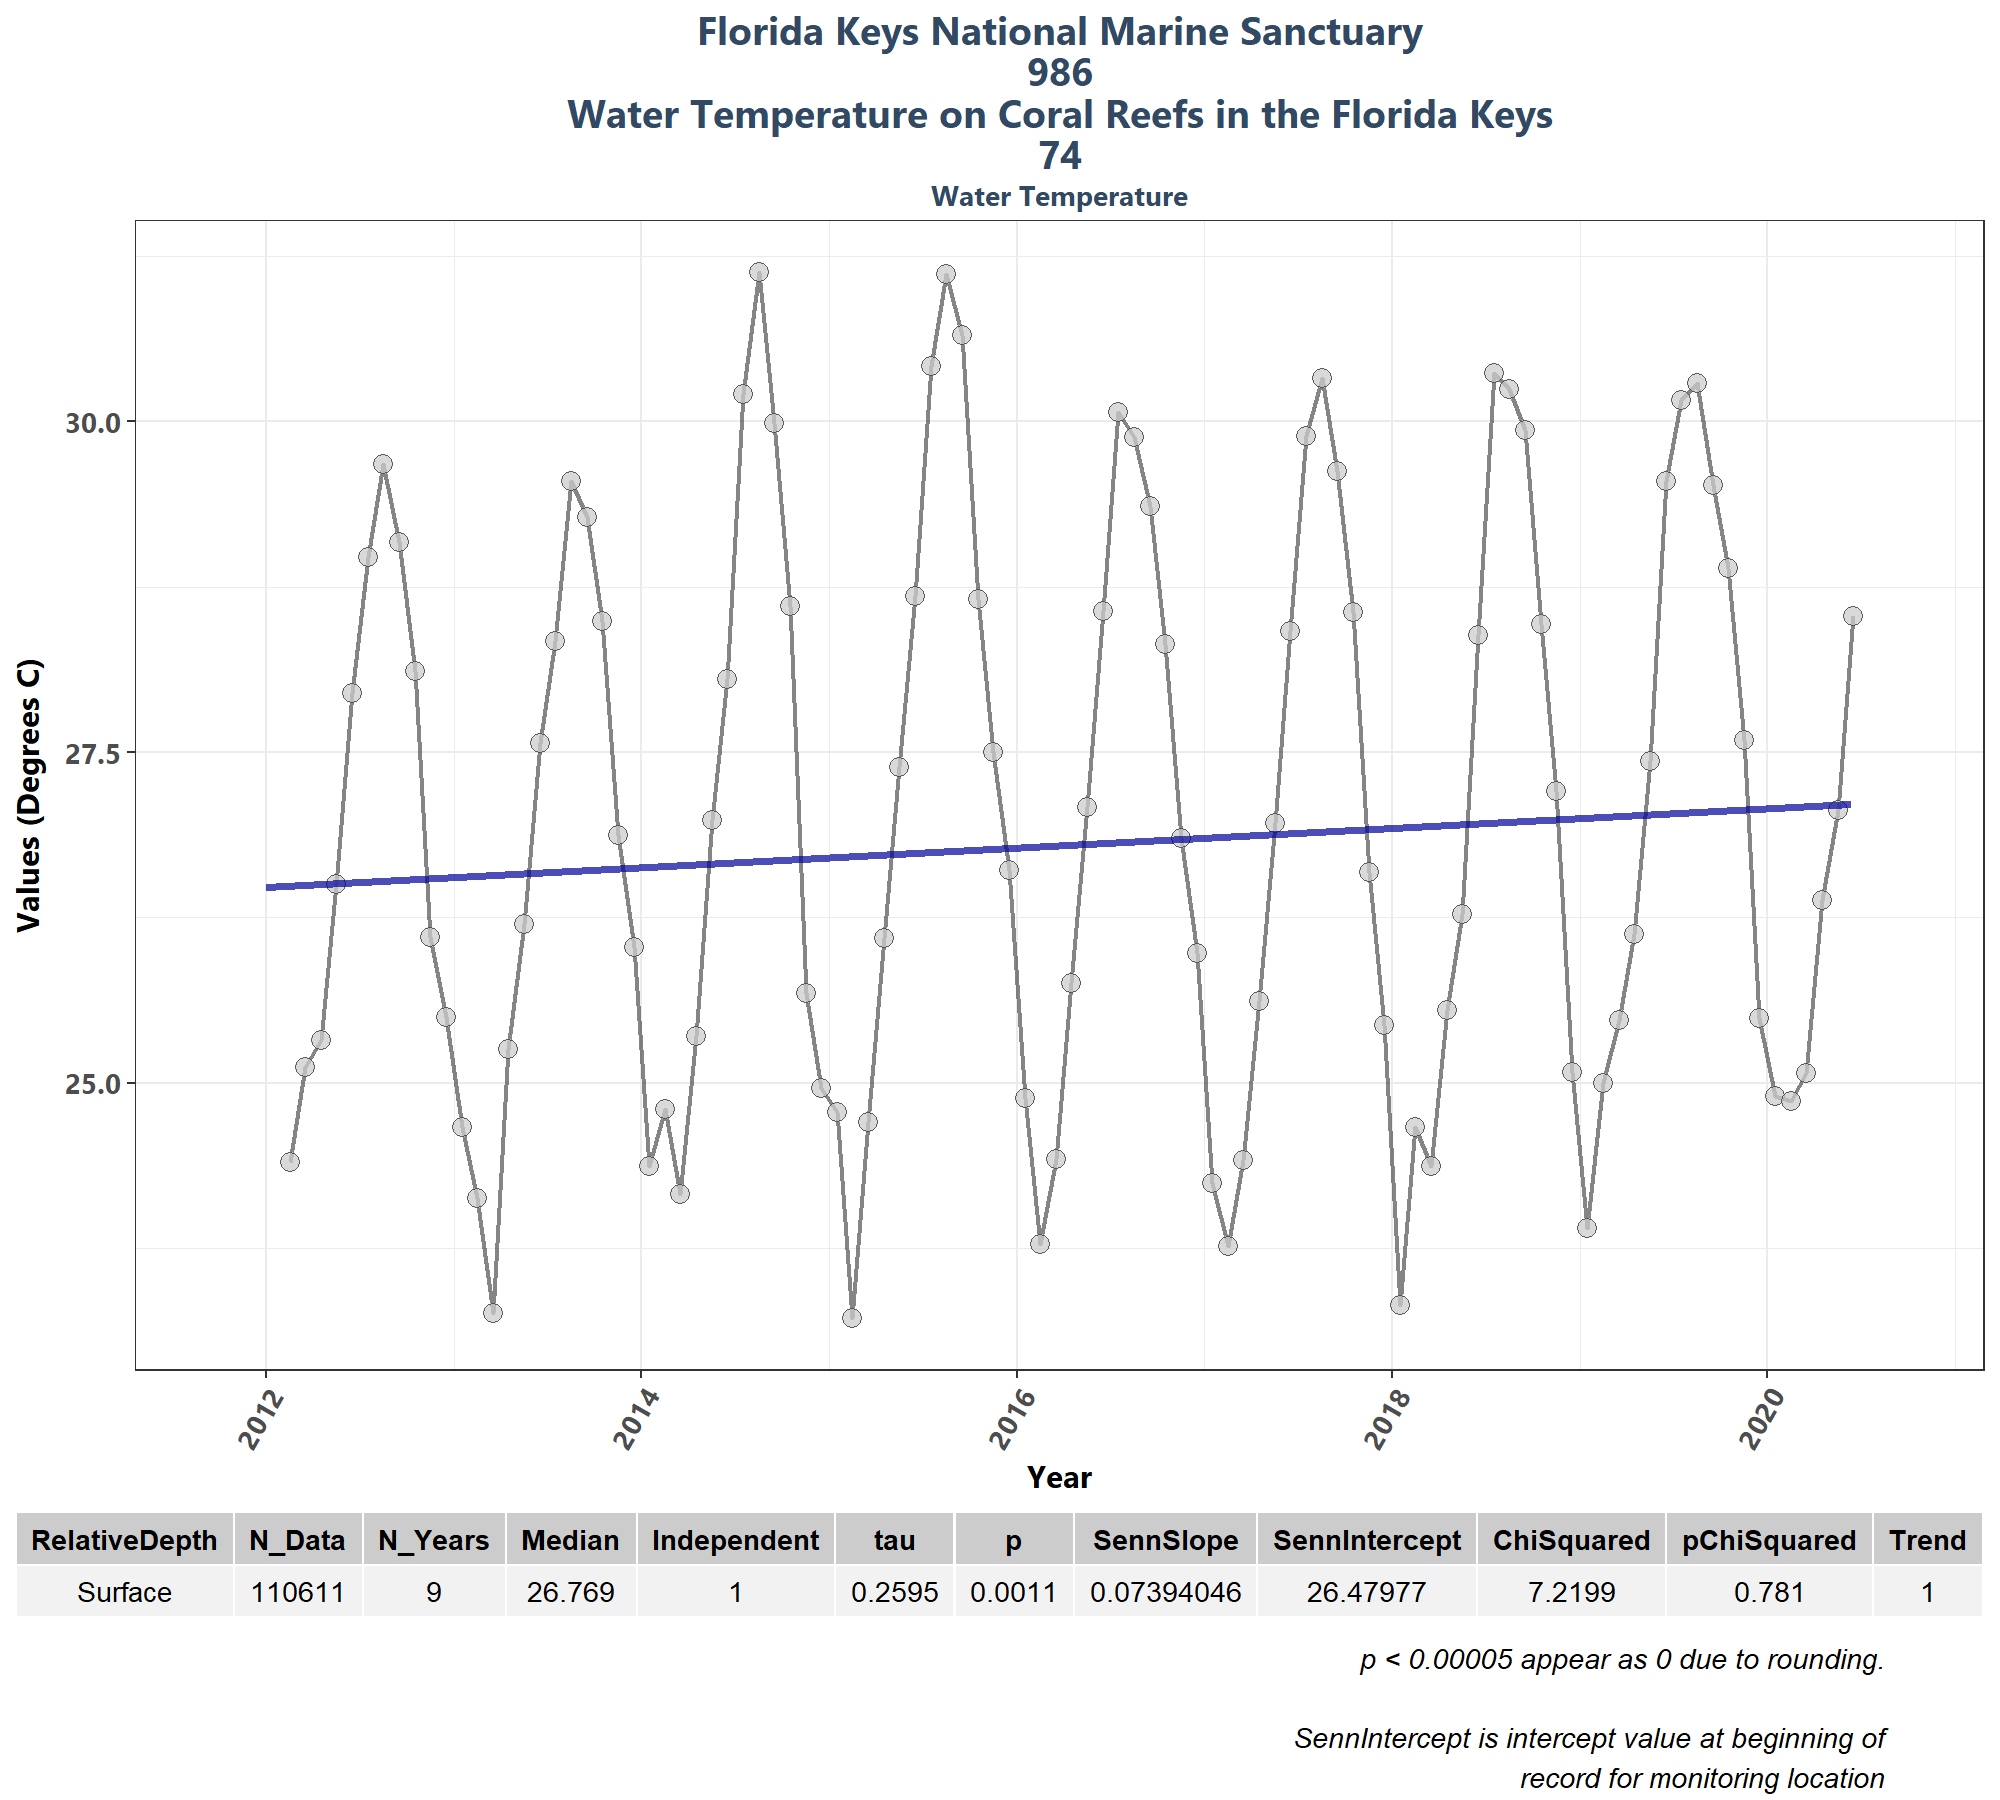 Florida Keys National Marine Sanctuary
986
Water Temperature on Coral Reefs in the Florida Keys
74
Water Temperature
Values (Degrees C)
30.0
27.5
25.0
2012 2014 2016 2018 2020
Year
RelativeDepth N_Data N_Years Median Independent tau p SennSlope SennIntercept ChiSquared pChiSquared Trend
Surface 110611 9 26.769 1 0.2595 0.0011 0.07394046 26.47977 7.2199 0.781 1
p < 0.00005 appear as 0 due to rounding.
SennIntercept is intercept value at beginning of
record for monitoring location